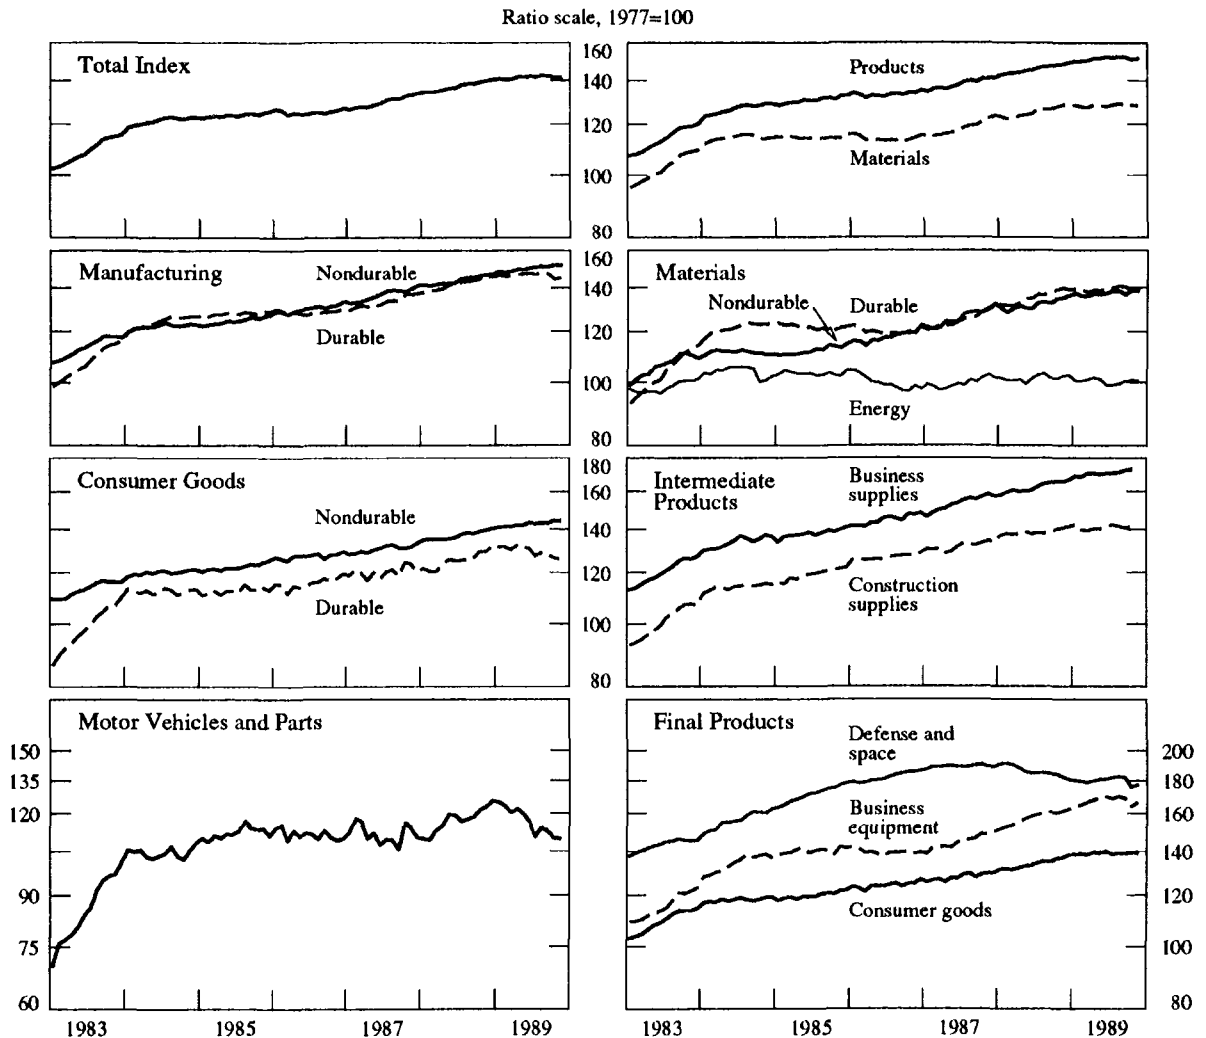 Ratio scale, 1977=100
Total Index
160
140
120
100
80
Products
Materials
Manufacturing
Nondurable
Durable
160
140
120
100
80
Materials
Nondurable
Durable
Energy
Consumer Goods
Nondurable
Durable
180
160
140
120
100
80
Intermediate
Products
Business
supplies
Construction
supplies
Motor Vehicles and Parts
150
135
120
90
75
60
1983 1985 1987 1989
Final Products
Defense and
space
Business
equipment
Consumer goods
200
180
160
140
120
100
80
1983 1985 1987 1989